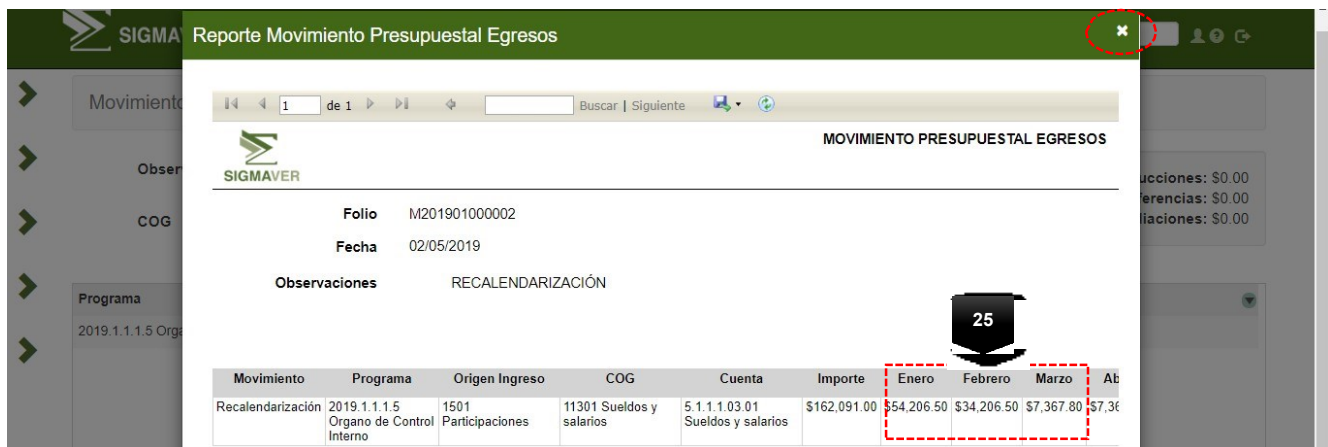 SIGMA
Reporte Movimiento Presupuestal Egresos
Movimiento
1 de 1 Buscar | Siguiente
SIGMAVER
MOVIMIENTO PRESUPUESTAL EGRESOS
Obser
COG
ucciones: $0.00
erencias: $0.00
liaciones: $0.00
Folio M201901000002
Fecha 02/05/2019
Observaciones RECALENDARIZACIÓN
Programa
2019.1.1.1.5 Orga
25
Movimiento Programa Origen Ingreso COG Cuenta Importe Enero Febrero Marzo Ab
Recalendarización 2019.1.1.1.5 1501 11301 Sueldos y 5.1.1.1.03.01 $162,091.00 $54,206.50 $34,206.50 $7,367.80 $7,36
Organo de Control Participaciones salarios Sueldos y salarios
Interno